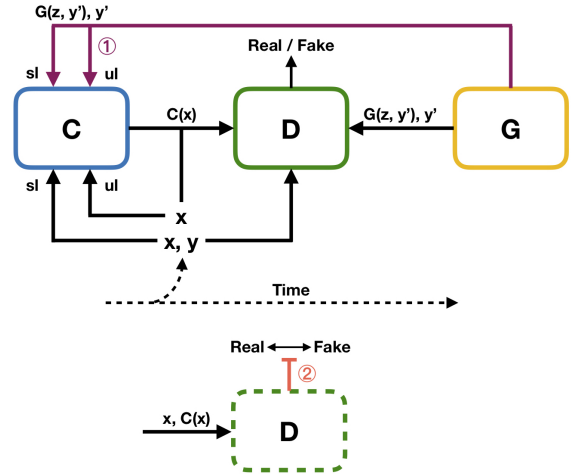 G(z, y’), y’
①
sl
ul
Real / Fake
C
C(x)
D
G(z, y’), y’
G
sl
ul
x
x, y
Time
Real
Fake
②
x, C(x)
D